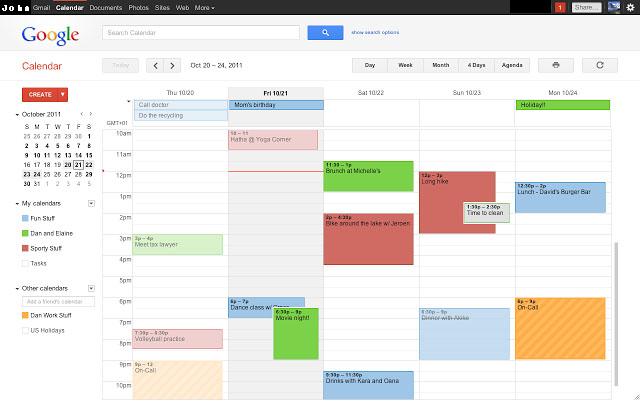 John Gmail Calendar Documents Photos Sites Web More 1 Share...
Google Search Calendar show search options
Calendar Today Oct 20 – 24, 2011 Day Week Month 4 Days Agenda
CREATE
October 2011
S M T W T F S
25 26 27 28 29 30 1
2 3 4 5 6 7 8
9 10 11 12 13 14 15
16 17 18 19 20 21 22
23 24 25 26 27 28 29
30 31 1 2 3 4 5
My calendars
Fun Stuff
Dan and Elaine
Sporty Stuff
Tasks
Other calendars
Add a friend's calendar
Dan Work Stuff
US Holidays
Thu 10/20 Fri 10/21 Sat 10/22 Sun 10/23 Mon 10/24
Call doctor Mom's birthday Holiday!!
Do the recycling
GMT+01
10am
11am
12pm
1pm
2pm
3pm
4pm
5pm
6pm
7pm
8pm
9pm
10pm
3p – 4p
Meet tax lawyer
Volleyball practice
On-Call
10 – 11
Hatha @ Yoga Corner
6p – 7p
Dance class w/
6:30p – 9p
Movie night!
11:30 – 1p
Brunch at Michelle's
2p – 4:30p
Bike around the lake w/ Jeroen
9:30p – 11:30p
Drinks with Kara and Oana
12p – 3p
Long hike
1:30p – 2:30p
Time to clean
6:30p – 9p
Dinner with Akiko
12:30p – 2p
Lunch - David's Burger Bar
6p – 9p
On-Call